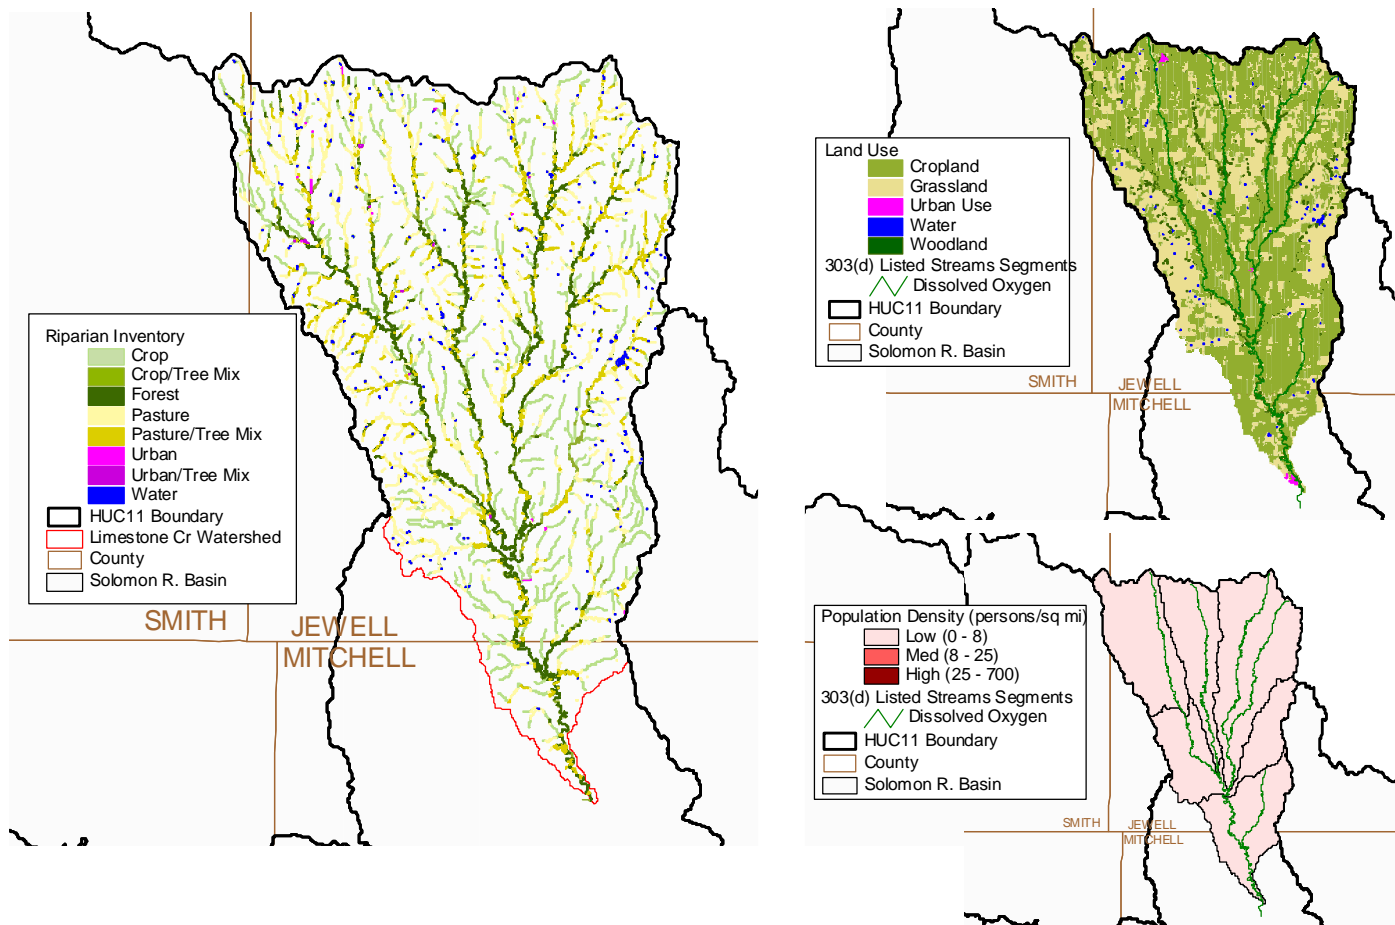 Riparian Inventory
Crop
Crop/Tree Mix
Forest
Pasture
Pasture/Tree Mix
Urban
Urban/Tree Mix
Water
HUC11 Boundary
Limestone Cr Watershed
County
Solomon R. Basin
SMITH
JEWELL
MITCHELL
Land Use
Cropland
Grassland
Urban Use
Water
Woodland
303(d) Listed Streams Segments
Dissolved Oxygen
HUC11 Boundary
County
Solomon R. Basin
SMITH
JEWELL
MITCHELL
Population Density (persons/sq mi)
Low (0 - 8)
Med (8 - 25)
High (25 - 700)
303(d) Listed Streams Segments
Dissolved Oxygen
HUC11 Boundary
County
Solomon R. Basin
SMITH
JEWELL
MITCHELL